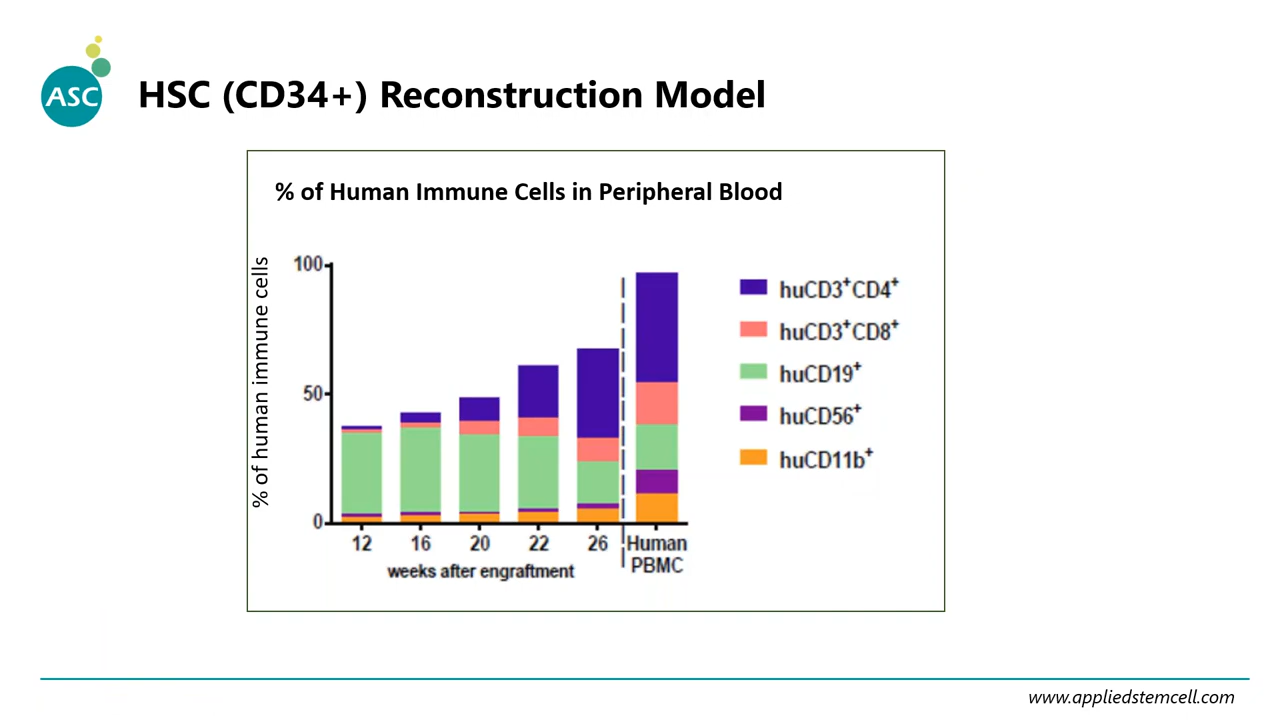 ASC
HSC (CD34+) Reconstruction Model
% of Human Immune Cells in Peripheral Blood
% of human immune cells
100
50
0
12 16 20 22 26 Human
PBMC
weeks after engraftment
huCD3⁺CD4⁺
huCD3⁺CD8⁺
huCD19⁺
huCD56⁺
huCD11b⁺
www.appliedstemcell.com